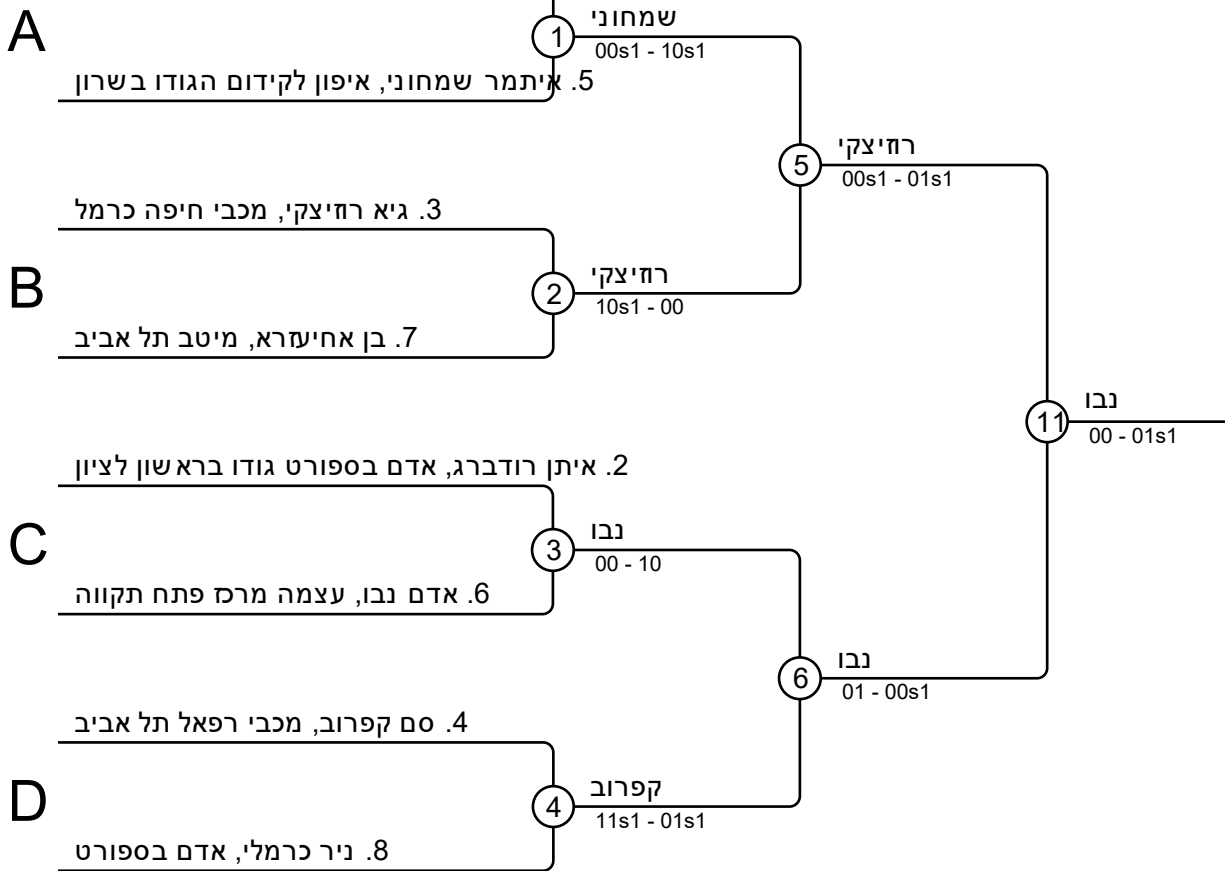 A
1
שמחוני
00s1 - 10s1
5. איתמר שמחוני, איפון לקידום הגודו בשרון
5
רוזיצקי
00s1 - 01s1
3. גיא רוזיצקי, מכבי חיפה כרמל
B
2
רוזיצקי
10s1 - 00
7. בן אחיעזרא, מיטב תל אביב
11
נבו
00 - 01s1
2. איתן רודברג, אדם בספורט גודו בראשון לציון
C
3
נבו
00 - 10
6. אדם נבו, עצמה מרכז פתח תקווה
6
נבו
01 - 00s1
4. סם קפרוב, מכבי רפאל תל אביב
D
4
קפרוב
11s1 - 01s1
8. ניר כרמלי, אדם בספורט